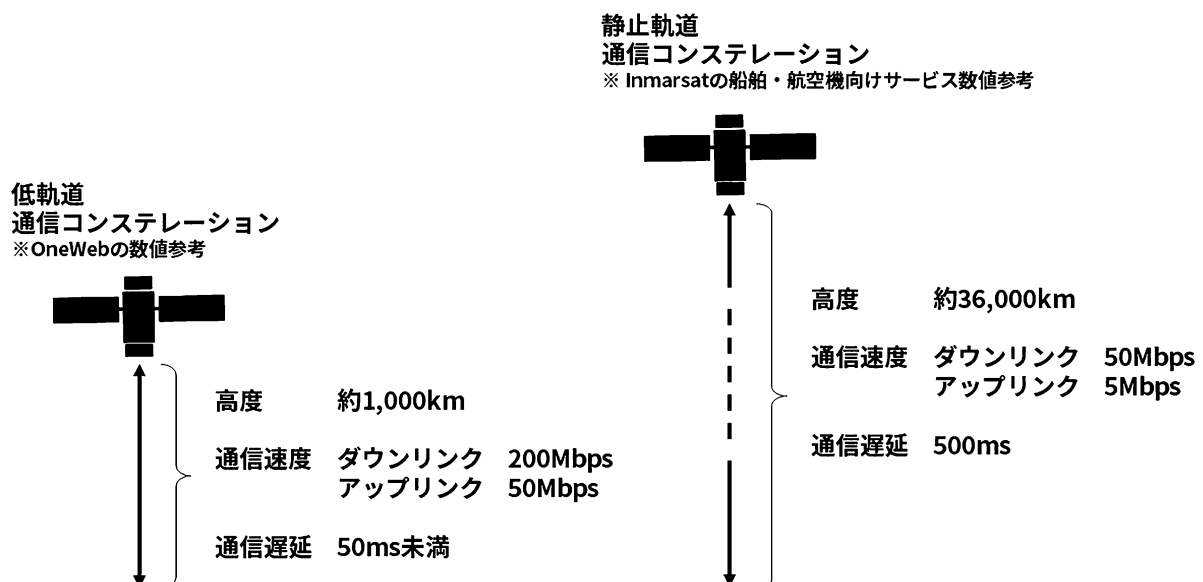 静止軌道
通信コンステレーション
※ Inmarsatの船舶・航空機向けサービス数値参考
高度 約36,000km
通信速度 ダウンリンク 50Mbps
アップリンク 5Mbps
通信遅延 500ms
低軌道
通信コンステレーション
※OneWebの数値参考
高度 約1,000km
通信速度 ダウンリンク 200Mbps
アップリンク 50Mbps
通信遅延 50ms未満